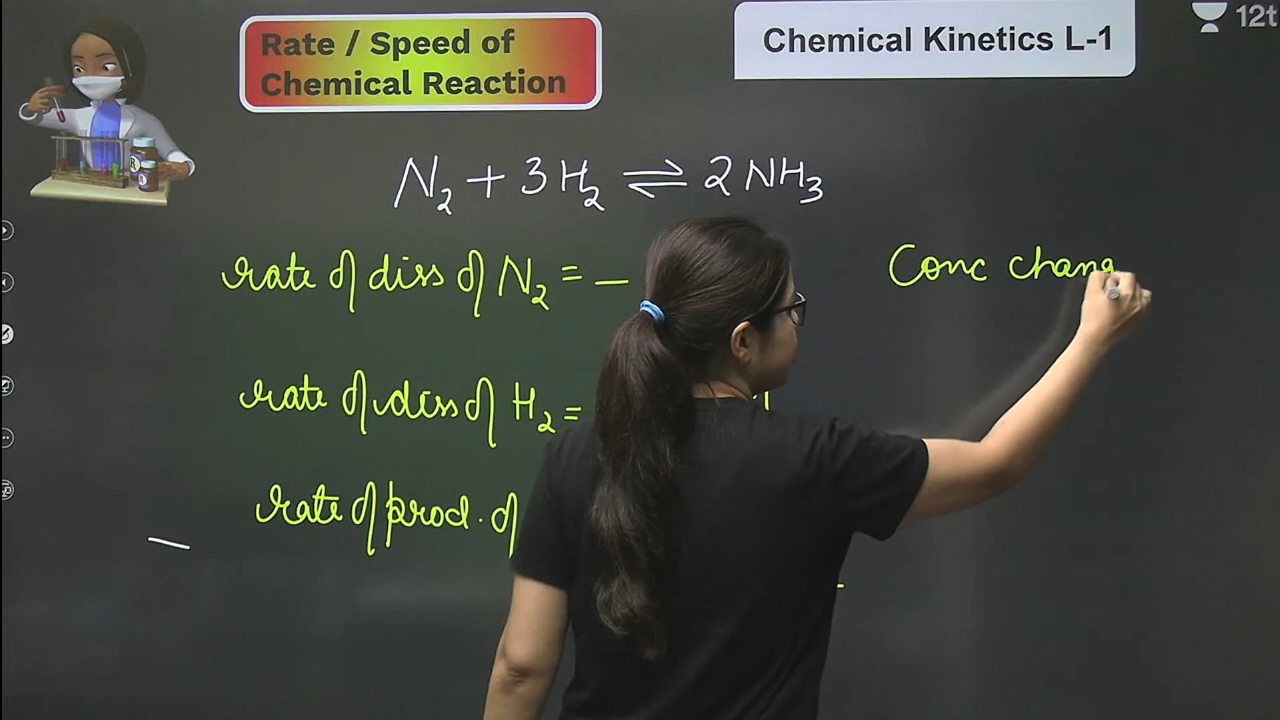 Rate / Speed of
Chemical Reaction
Chemical Kinetics L-1
12t
N₂ + 3H₂ ⇌ 2NH₃
rate of diss of N₂ = −
Conc chang
rate of diss of H₂ =
rate of prod. of